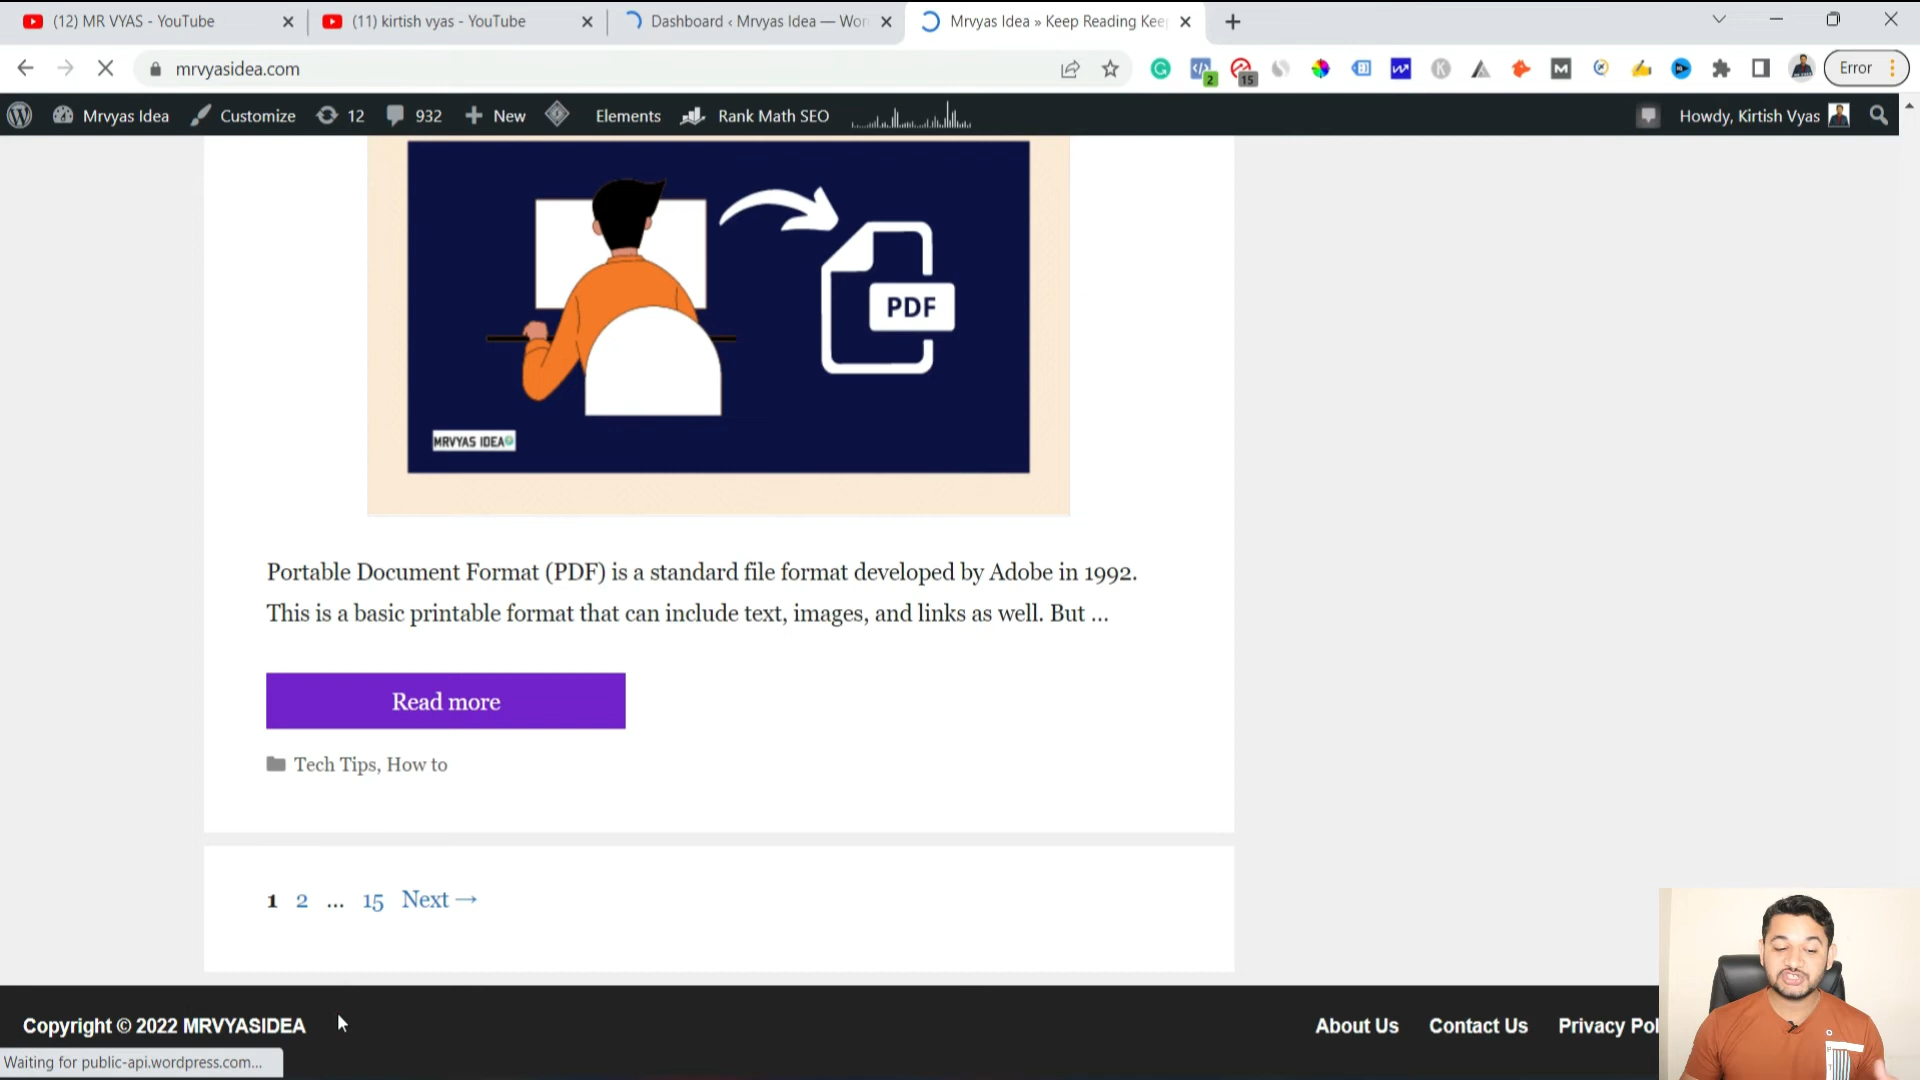 (12) MR VYAS - YouTube
(11) kirtish vyas - YouTube
Dashboard ‹ Mrvyas Idea — Wor
Mrvyas Idea » Keep Reading Kee
mrvyasidea.com
2
15
Error
Mrvyas Idea
Customize
12
932
New
Elements
Rank Math SEO
Howdy, Kirtish Vyas
PDF
MRVYAS IDEA
Portable Document Format (PDF) is a standard file format developed by Adobe in 1992.
This is a basic printable format that can include text, images, and links as well. But ...
Read more
Tech Tips, How to
1 2 … 15 Next →
Copyright © 2022 MRVYASIDEA
About Us
Contact Us
Privacy Pol
Waiting for public-api.wordpress.com...